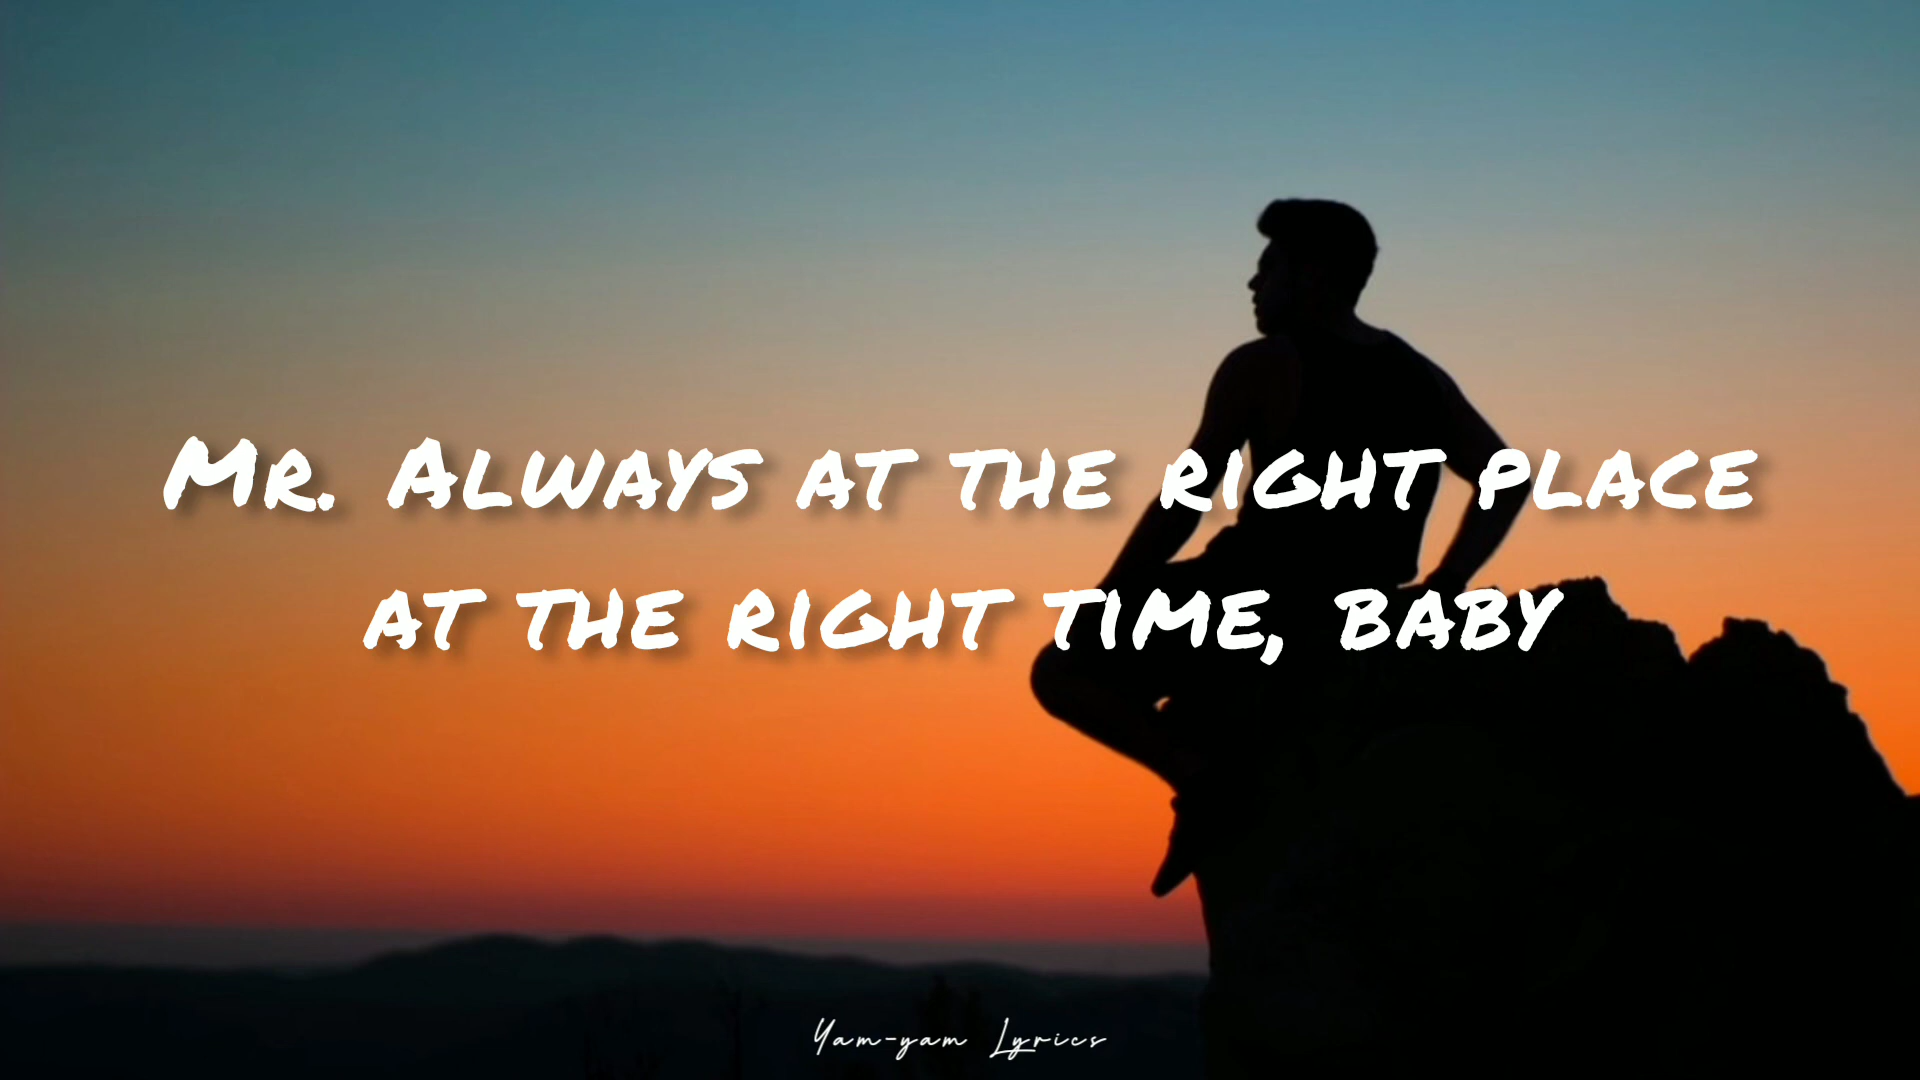 Mr. Always at the right place
at the right time, baby
Yam-yam Lyrics